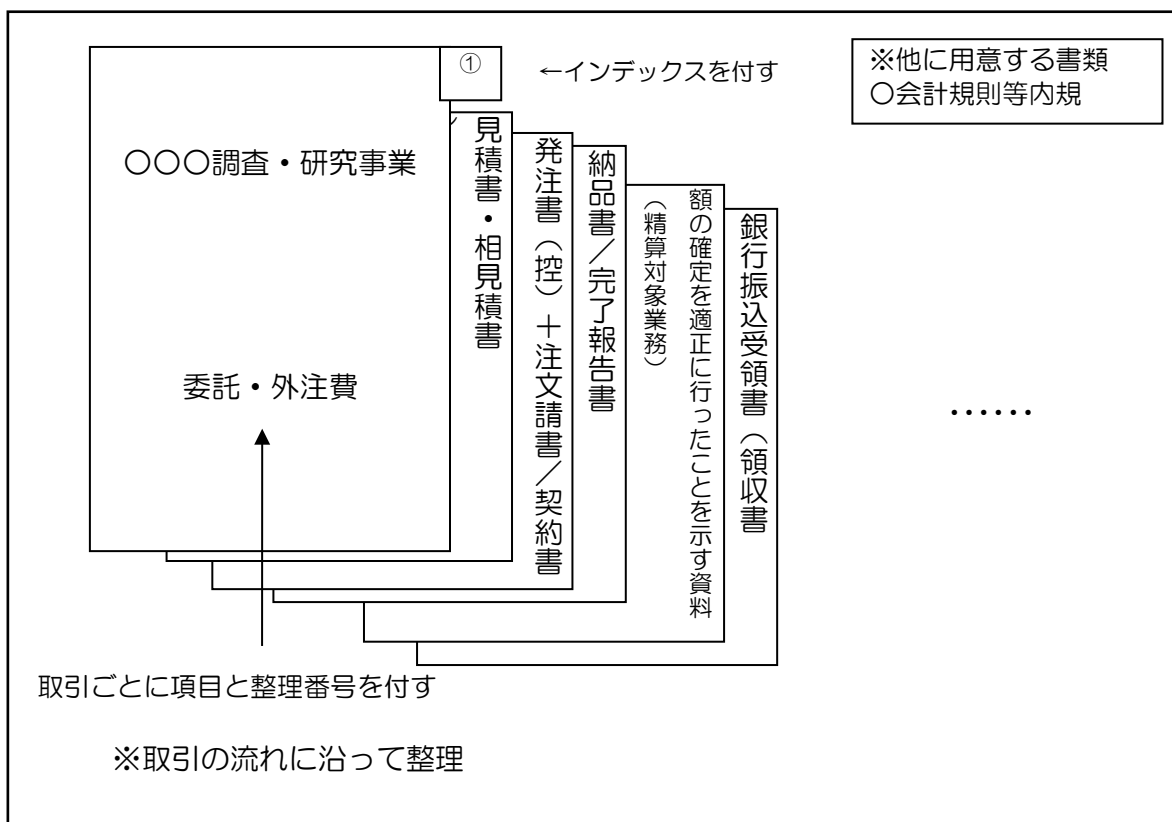 ①
←インデックスを付す
※他に用意する書類
〇会計規則等内規
〇〇〇調査・研究事業
委託・外注費
見積書・相見積書
発注書（控）＋注文請書／契約書
納品書／完了報告書
額の確定を適正に行ったことを示す資料
（精算対象業務）
銀行振込受領書（領収書
……
取引ごとに項目と整理番号を付す
※取引の流れに沿って整理